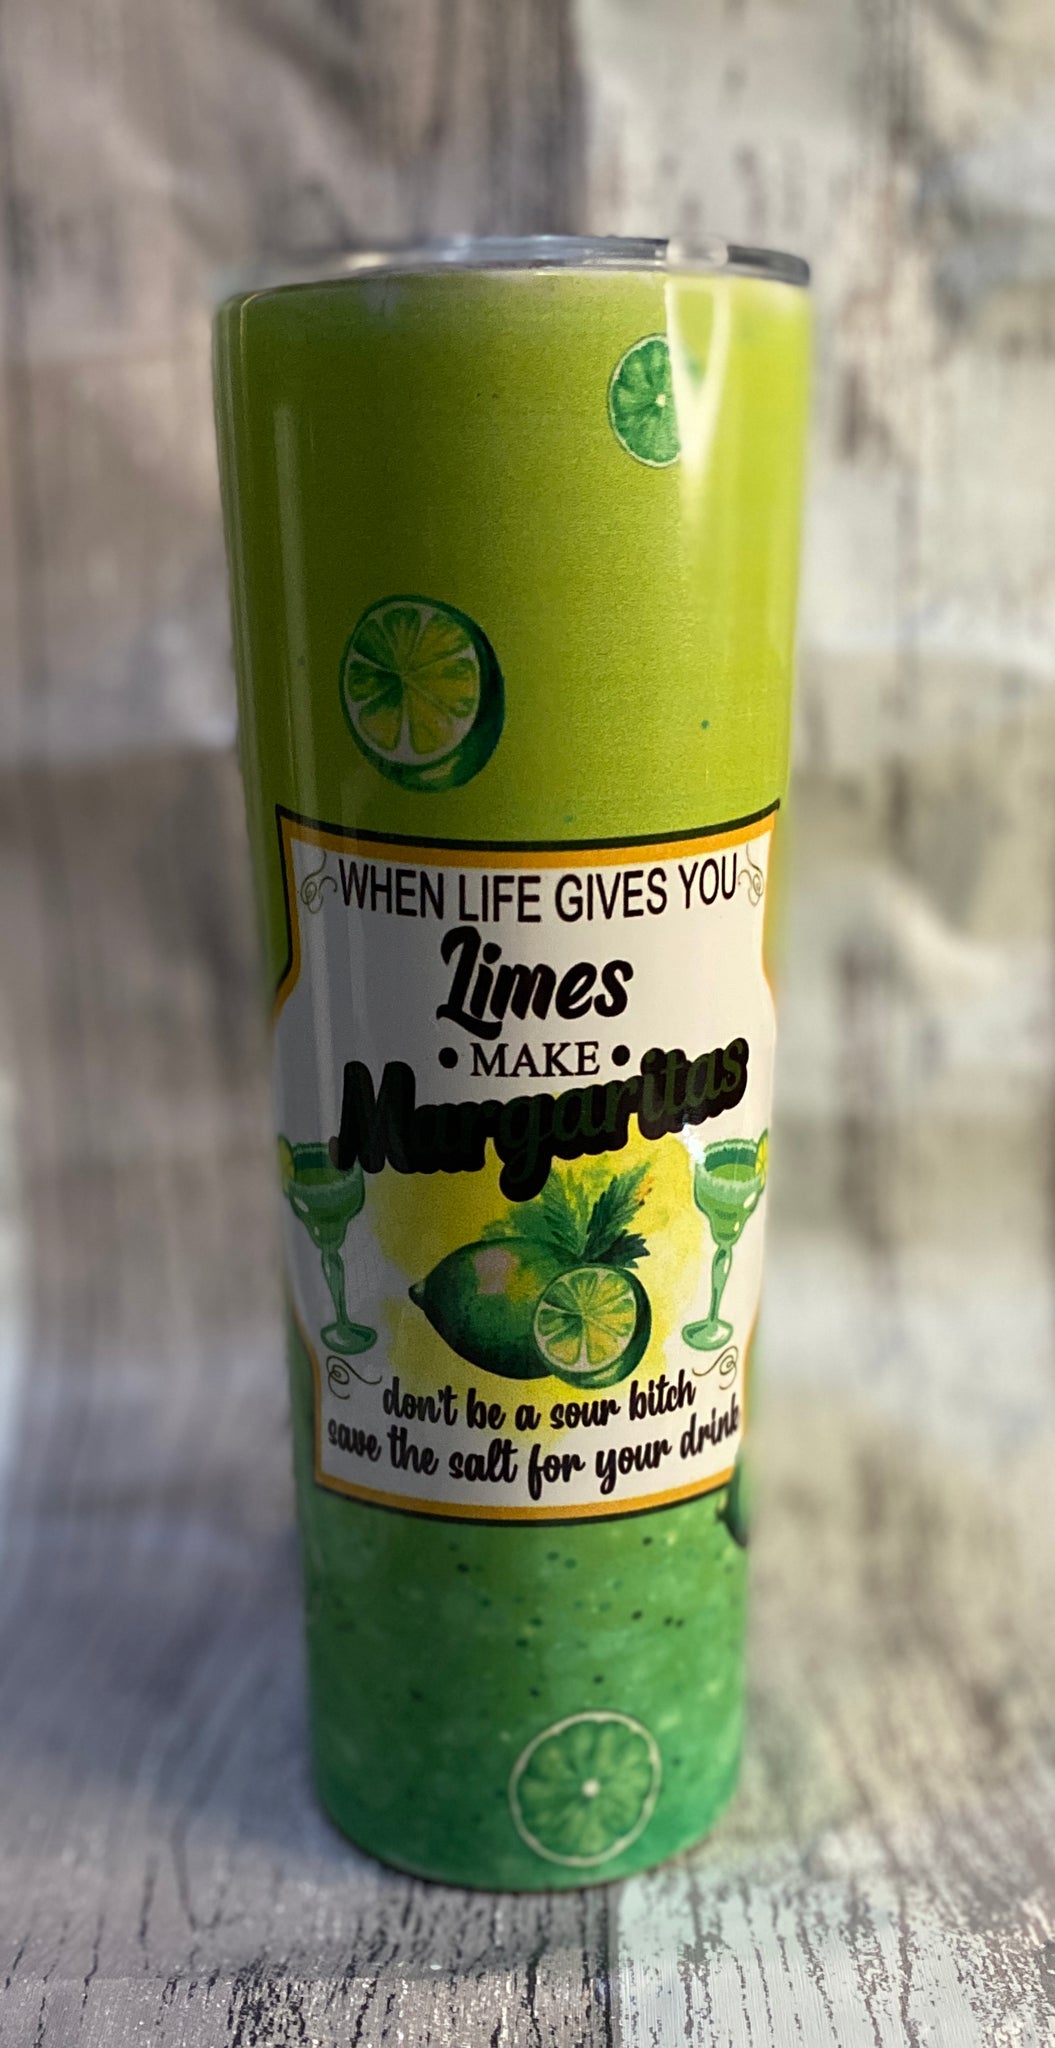 WHEN LIFE GIVES YOU
Limes
• MAKE •
Margaritas
don't be a sour bitch
save the salt for your drink